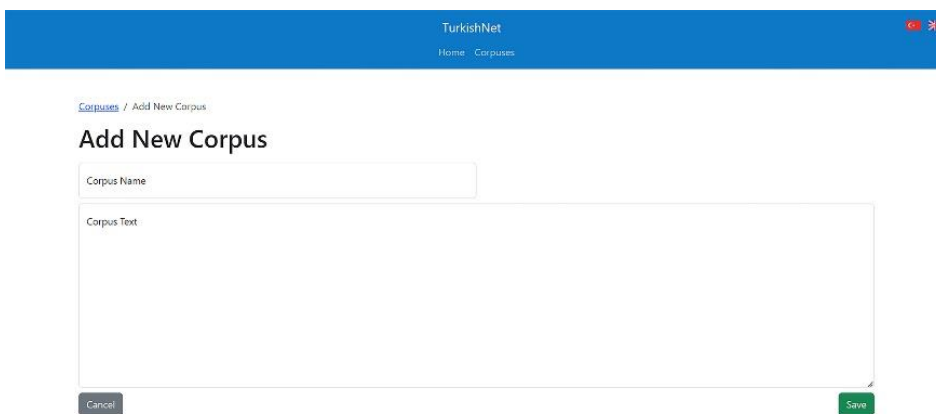 TurkishNet
Home Corpuses
Corpuses / Add New Corpus
Add New Corpus
Corpus Name
Corpus Text
Cancel Save